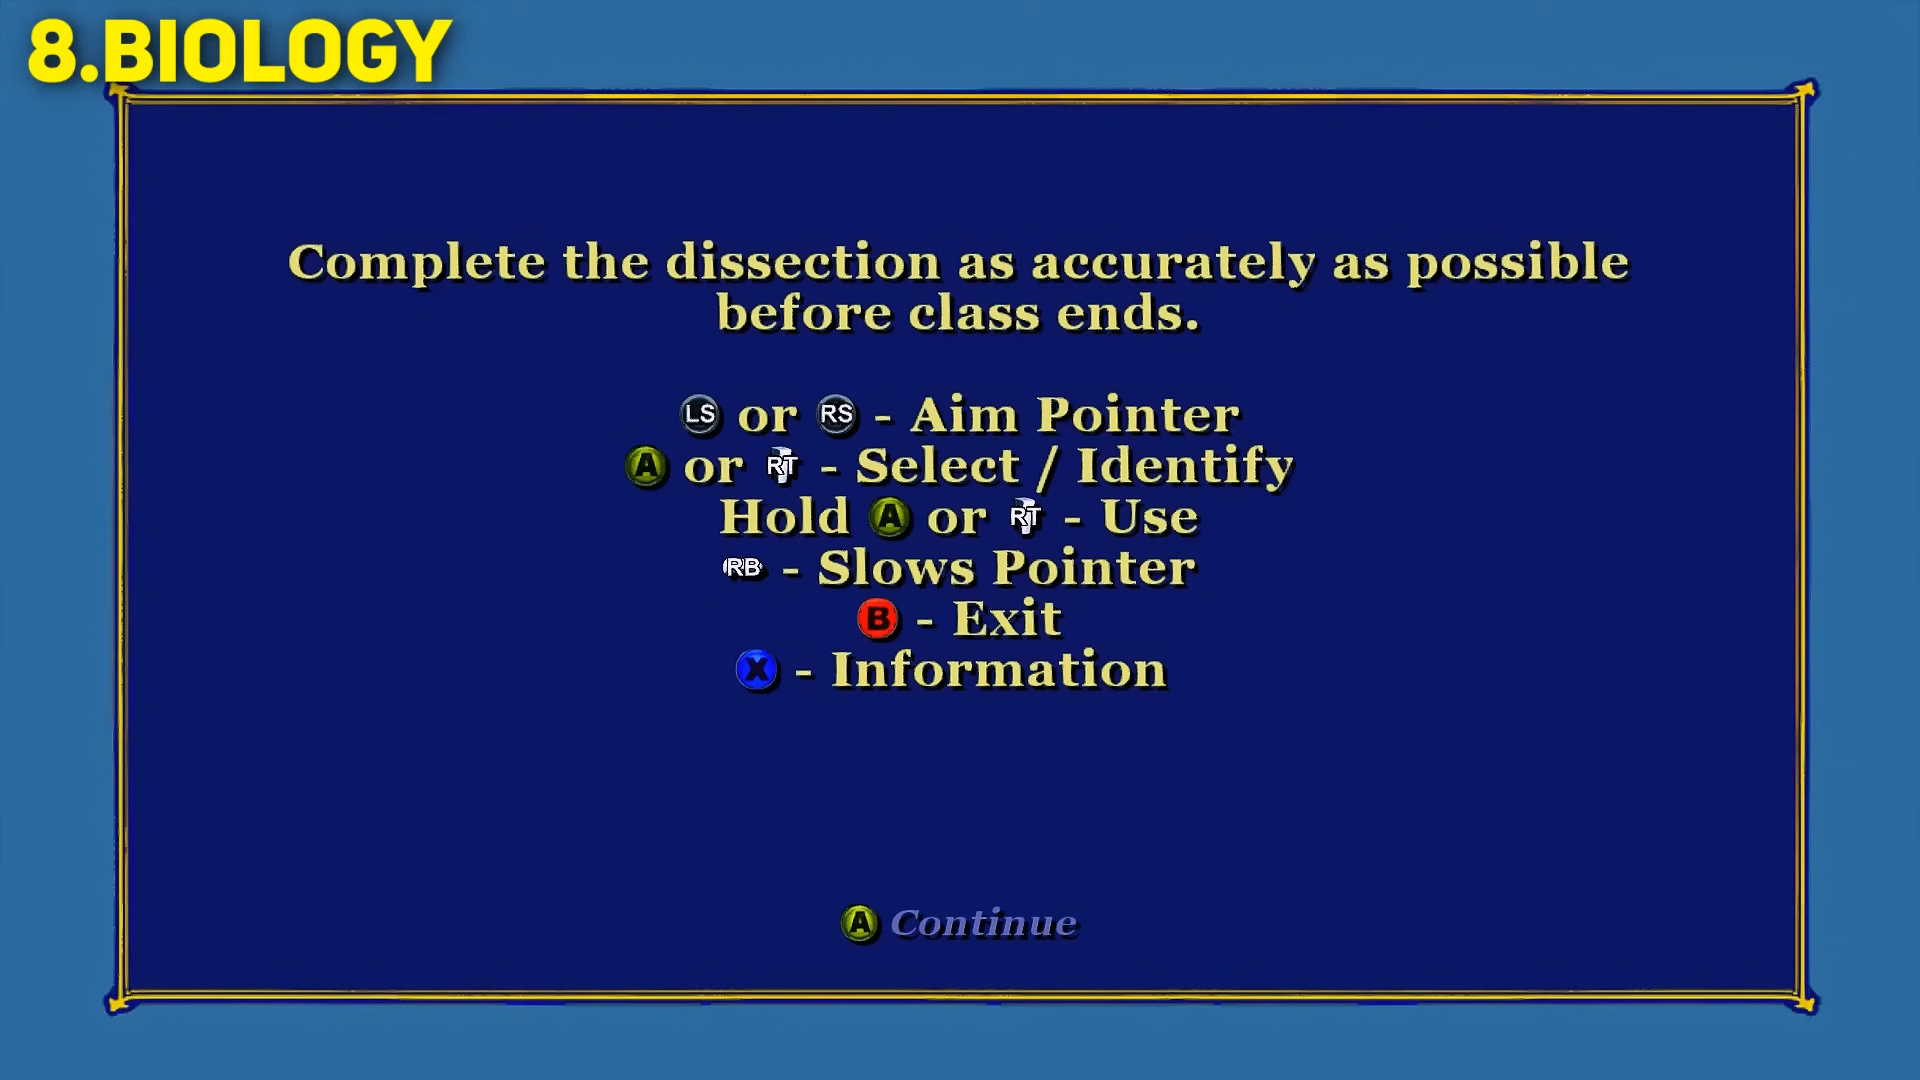 8.BIOLOGY
Complete the dissection as accurately as possible
before class ends.
LS or RS - Aim Pointer
A or RT - Select / Identify
Hold A or RT - Use
RB - Slows Pointer
B - Exit
X - Information
A Continue